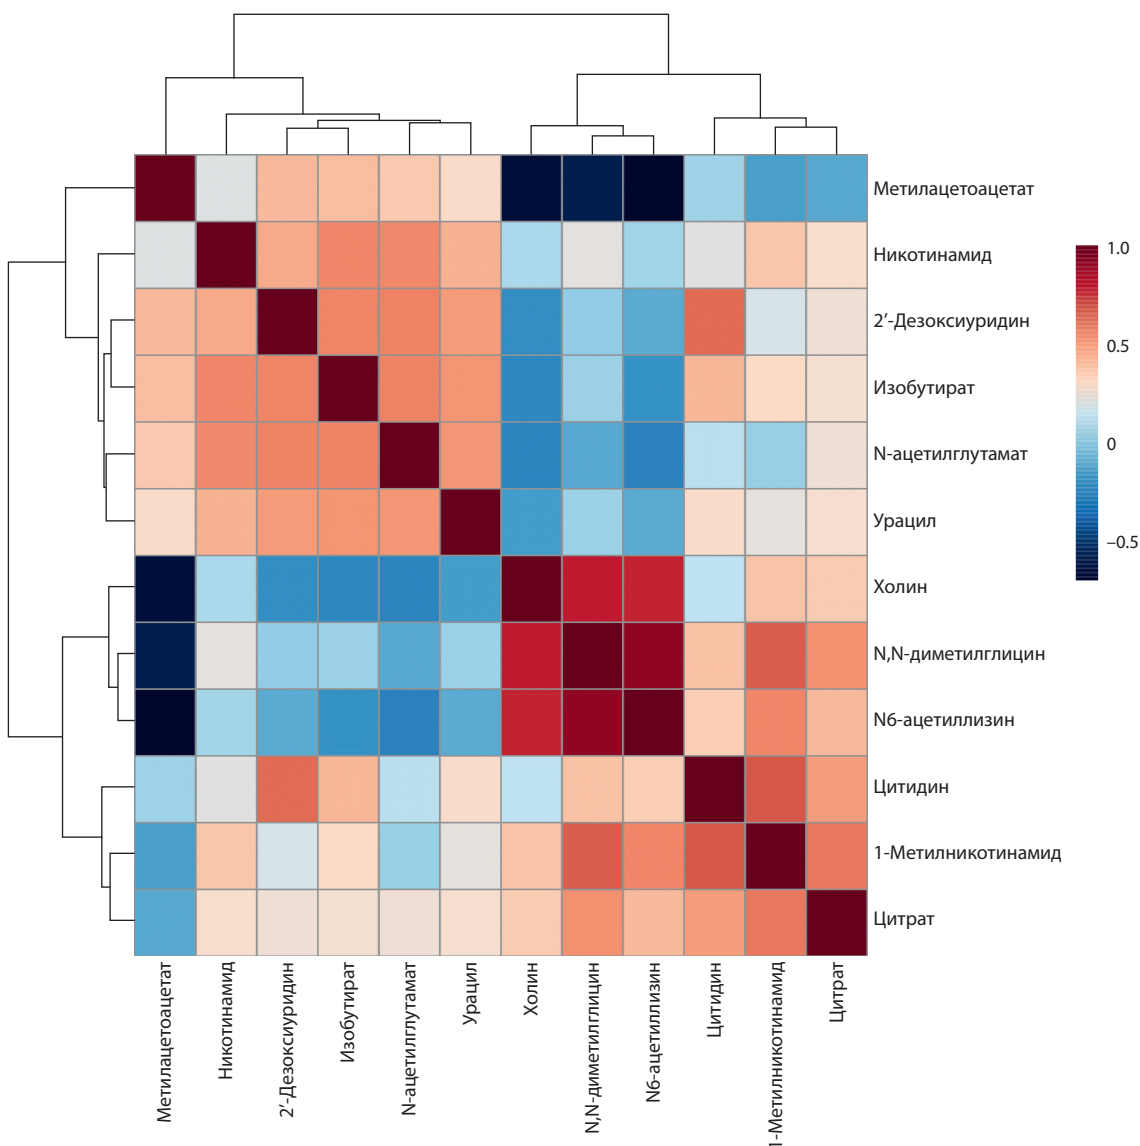 Метилацетоацетат
Никотинамид
2’-Дезоксиуридин
Изобутират
N-ацетилглутамат
Урацил
Холин
N,N-диметилглицин
N6-ацетиллизин
Цитидин
1-Метилникотинамид
Цитрат
1.0
0.5
0
–0.5
Метилацетоацетат
Никотинамид
2’-Дезоксиуридин
Изобутират
N-ацетилглутамат
Урацил
Холин
N,N-диметилглицин
N6-ацетиллизин
Цитидин
1-Метилникотинамид
Цитрат